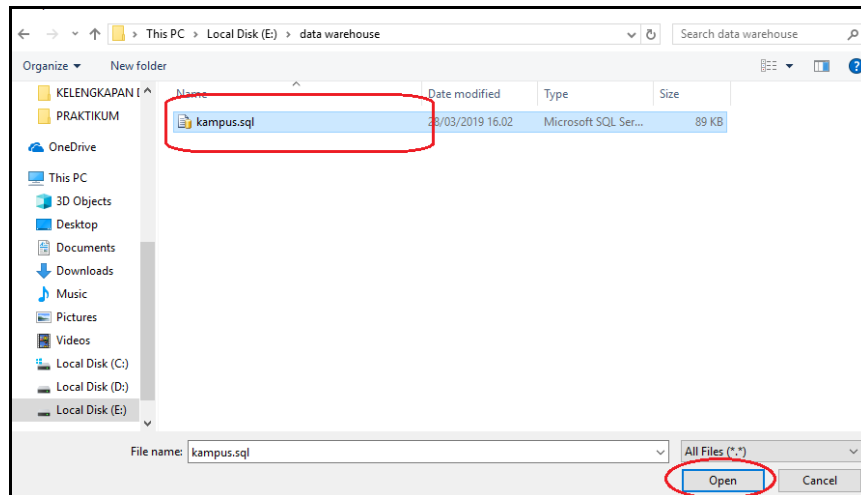 This PC > Local Disk (E:) > data warehouse
Search data warehouse
Organize
New folder
KELENGKAPAN
PRAKTIKUM
OneDrive
This PC
3D Objects
Desktop
Documents
Downloads
Music
Pictures
Videos
Local Disk (C:)
Local Disk (D:)
Local Disk (E:)
Name
Date modified
Type
Size
kampus.sql
28/03/2019 16.02
Microsoft SQL Ser...
89 KB
File name:
kampus.sql
All Files (*.*)
Open
Cancel